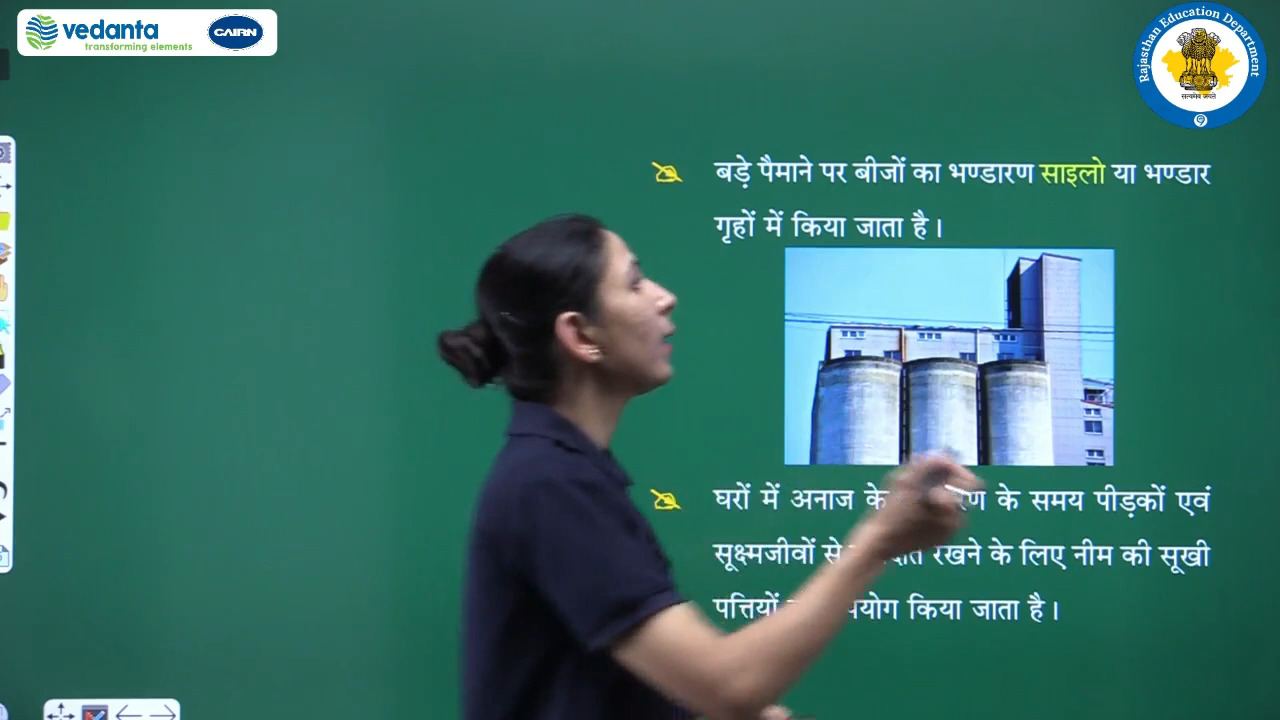 vedanta
transforming elements
CAIRN
Rajasthan Education Department
सत्यमेव जयते
बड़े पैमाने पर बीजों का भण्डारण साइलो या भण्डार
गृहों में किया जाता है।
घरों में अनाज के के समय पीड़कों एवं
सूक्ष्मजीवों से रखने के लिए नीम की सूखी
पत्तियों किया जाता है।